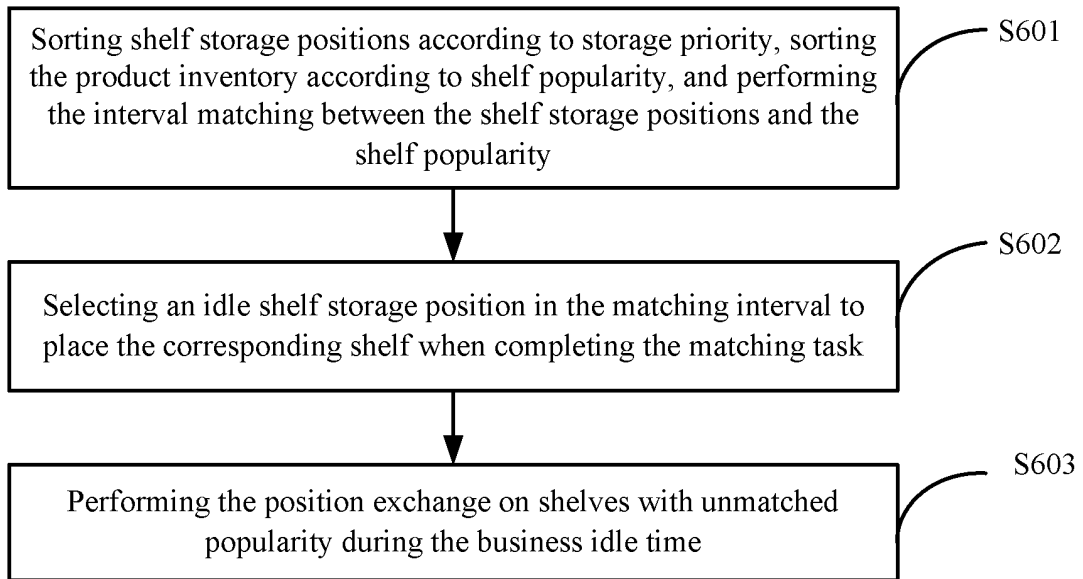 Sorting shelf storage positions according to storage priority, sorting
the product inventory according to shelf popularity, and performing
the interval matching between the shelf storage positions and the
shelf popularity
S601
Selecting an idle shelf storage position in the matching interval to
place the corresponding shelf when completing the matching task
S602
Performing the position exchange on shelves with unmatched
popularity during the business idle time
S603